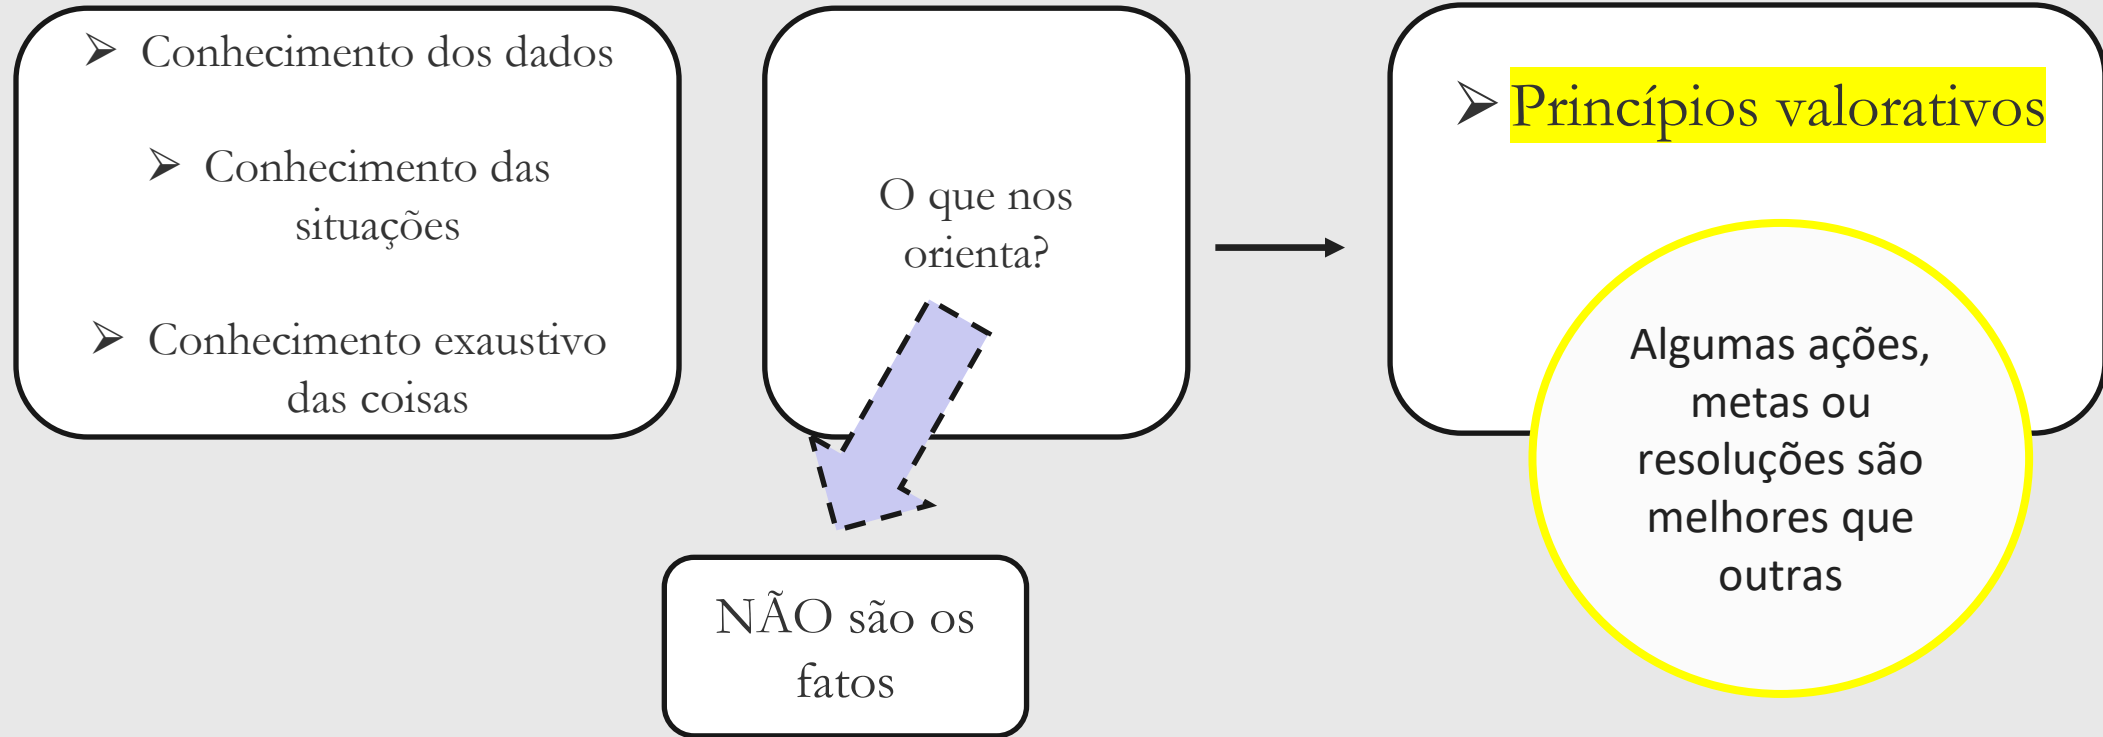 ➤ Conhecimento dos dados
➤ Conhecimento das
situações
➤ Conhecimento exaustivo
das coisas
O que nos
orienta?
NÃO são os
fatos
➤ Princípios valorativos
Algumas ações,
metas ou
resoluções são
melhores que
outras